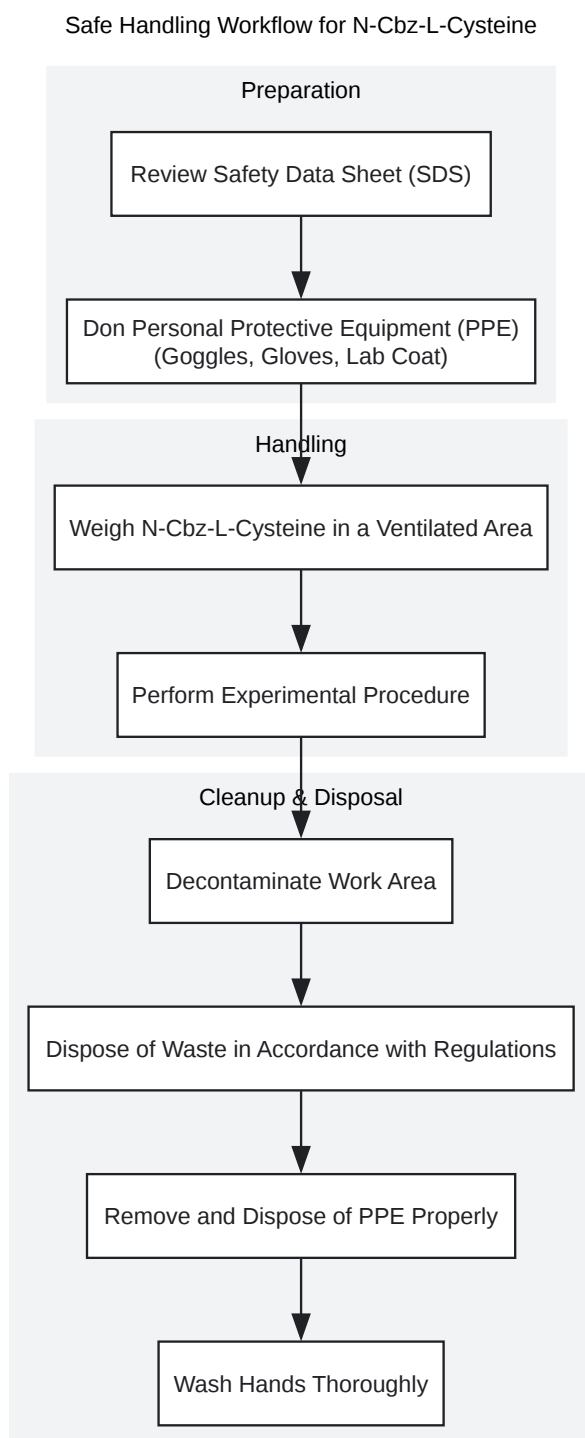 Safe Handling Workflow for N-Cbz-L-Cysteine
Preparation
Review Safety Data Sheet (SDS)
Don Personal Protective Equipment (PPE)
(Goggles, Gloves, Lab Coat)
Handling
Weigh N-Cbz-L-Cysteine in a Ventilated Area
Perform Experimental Procedure
Cleanup & Disposal
Decontaminate Work Area
Dispose of Waste in Accordance with Regulations
Remove and Dispose of PPE Properly
Wash Hands Thoroughly